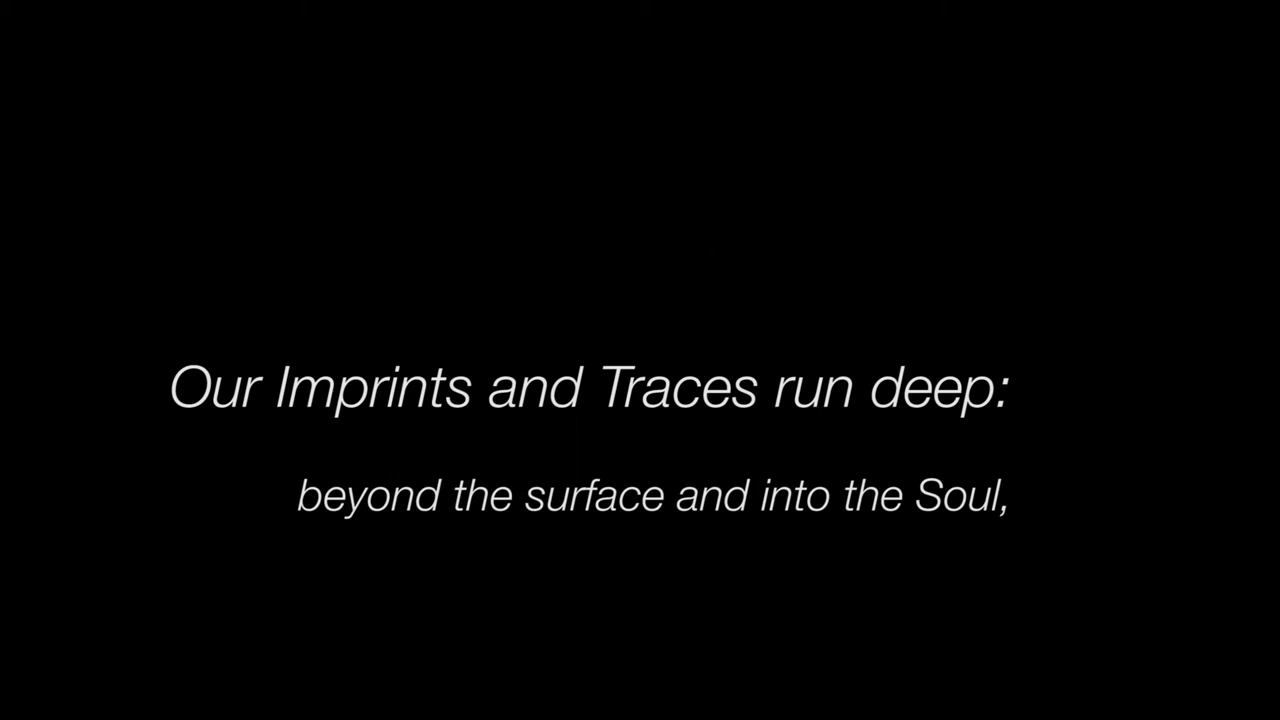 Our Imprints and Traces run deep:
beyond the surface and into the Soul,